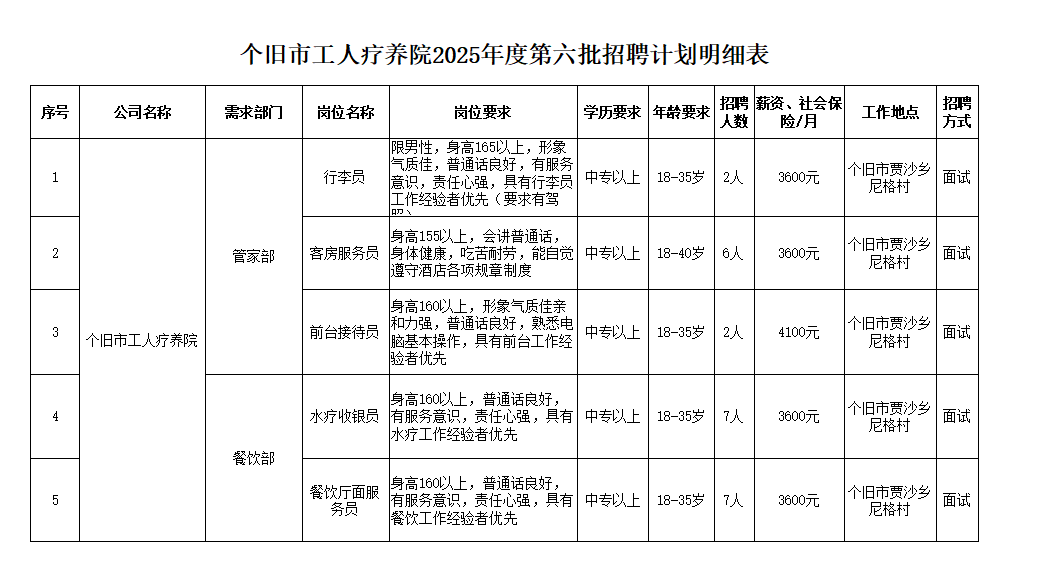 个旧市工人疗养院2025年度第六批招聘计划明细表
序号
公司名称
需求部门
岗位名称
岗位要求
学历要求
年龄要求
招聘
人数
薪资、社会保
险/月
工作地点
招聘
方式
个旧市工人疗养院
管家部
1
行李员
限男性，身高165以上，形象
气质佳，普通话良好，有服务
意识，责任心强，具有行李员
工作经验者优先（要求有驾
中专以上
18-35岁
2人
3600元
个旧市贾沙乡
尼格村
面试
2
客房服务员
身高155以上，会讲普通话，
身体健康，吃苦耐劳，能自觉
遵守酒店各项规章制度
中专以上
18-40岁
6人
3600元
个旧市贾沙乡
尼格村
面试
3
前台接待员
身高160以上，形象气质佳亲
和力强，普通话良好，熟悉电
脑基本操作，具有前台工作经
验者优先
中专以上
18-35岁
2人
4100元
个旧市贾沙乡
尼格村
面试
餐饮部
4
水疗收银员
身高160以上，普通话良好，
有服务意识，责任心强，具有
水疗工作经验者优先
中专以上
18-35岁
7人
3600元
个旧市贾沙乡
尼格村
面试
5
餐饮厅面服
务员
身高160以上，普通话良好，
有服务意识，责任心强，具有
餐饮工作经验者优先
中专以上
18-35岁
7人
3600元
个旧市贾沙乡
尼格村
面试